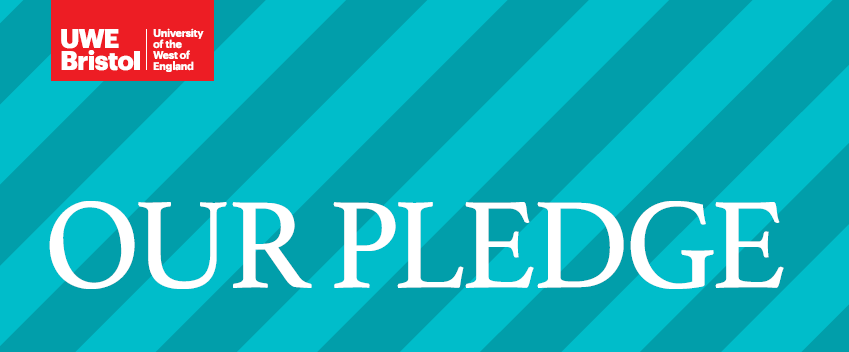 UWE
Bristol
University
of the
West of
England
OUR PLEDGE